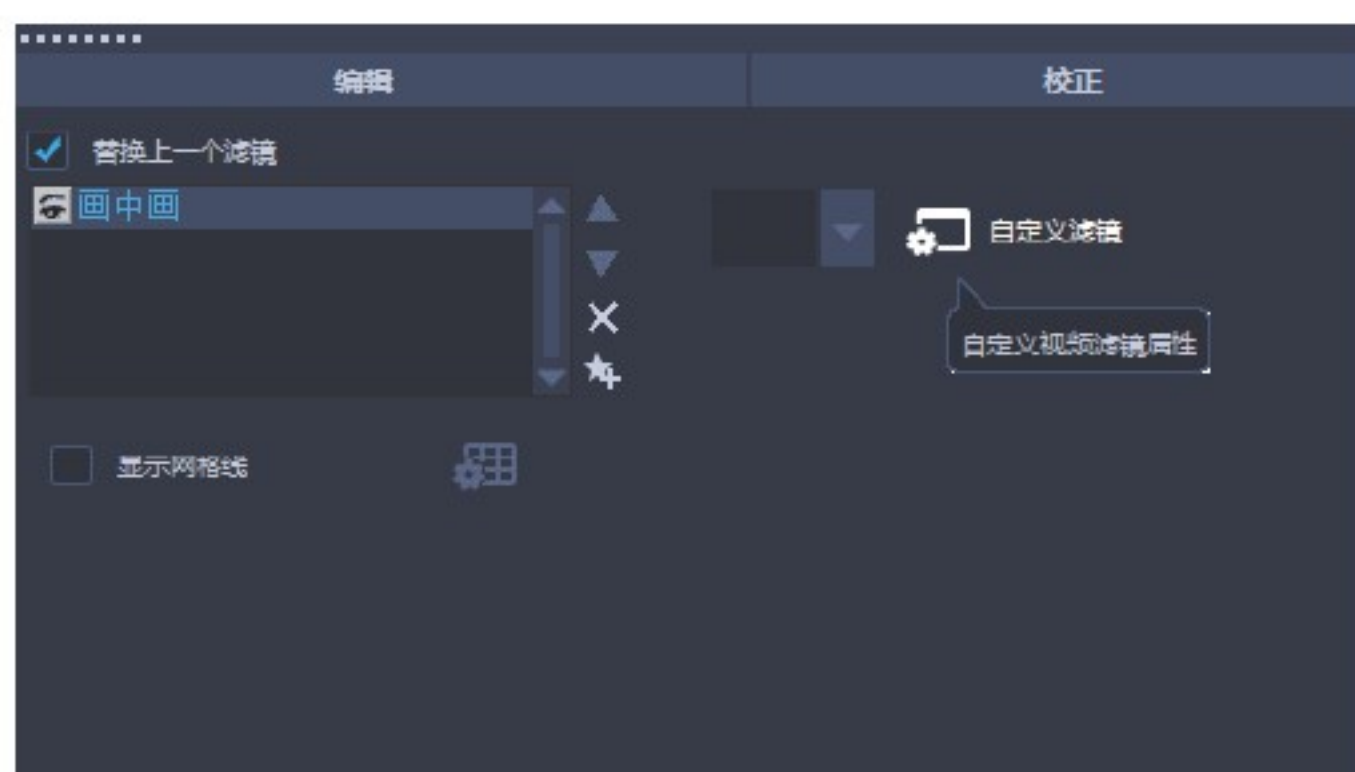 编辑
校正
替换上一个滤镜
画中画
自定义滤镜
自定义视频滤镜属性
显示网格线